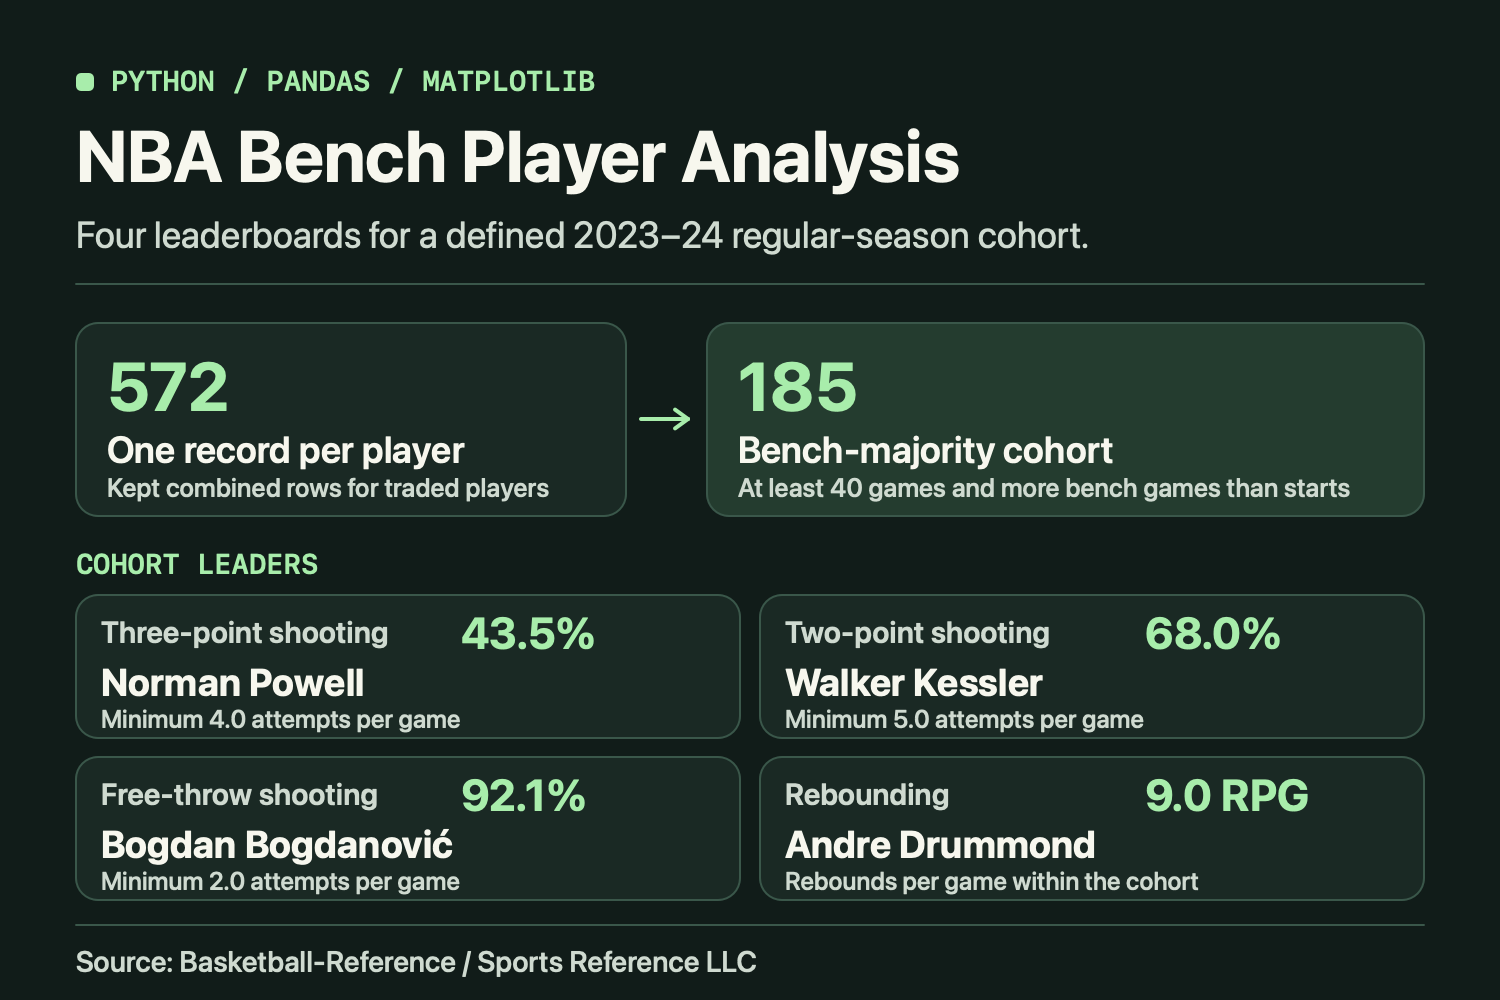 PYTHON / PANDAS / MATPLOTLIB
NBA Bench Player Analysis
Four leaderboards for a defined 2023–24 regular-season cohort.
572
One record per player
Kept combined rows for traded players
185
Bench-majority cohort
At least 40 games and more bench games than starts
COHORT LEADERS
Three-point shooting 43.5%
Norman Powell
Minimum 4.0 attempts per game
Two-point shooting 68.0%
Walker Kessler
Minimum 5.0 attempts per game
Free-throw shooting 92.1%
Bogdan Bogdanović
Minimum 2.0 attempts per game
Rebounding 9.0 RPG
Andre Drummond
Rebounds per game within the cohort
Source: Basketball-Reference / Sports Reference LLC